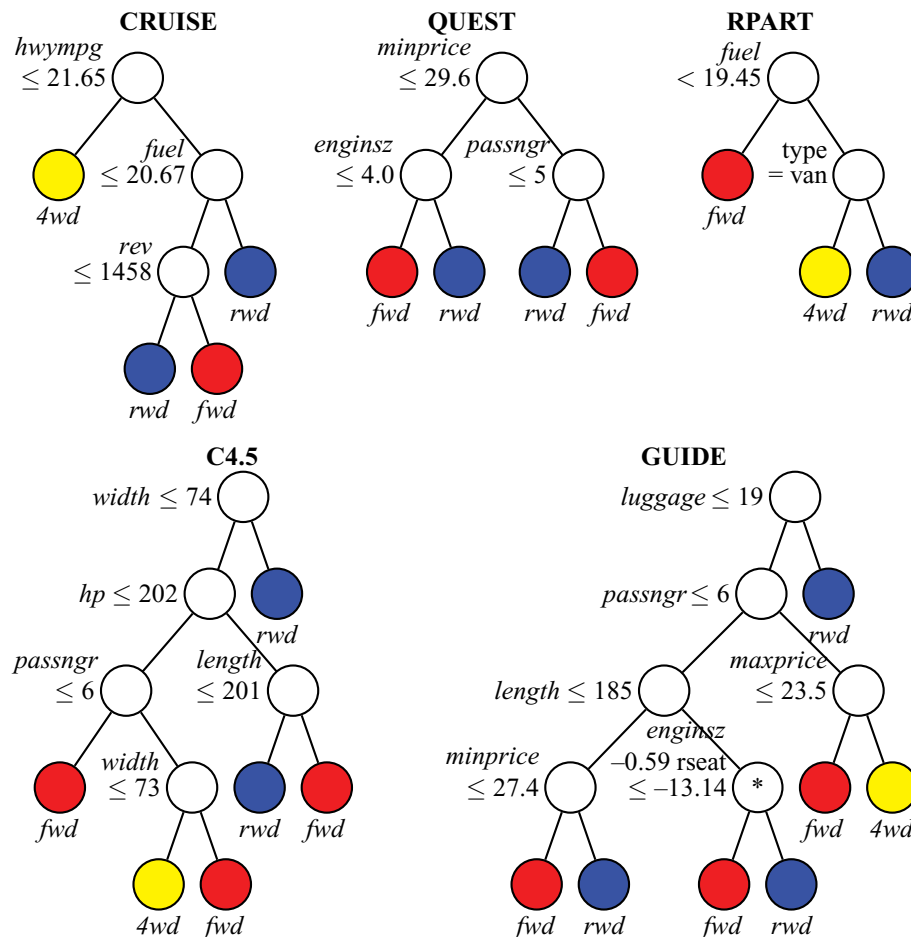 CRUISE
hwympg
≤ 21.65
fuel
≤ 20.67
4wd
rev
≤ 1458
rwd
rwd
fwd
QUEST
minprice
≤ 29.6
enginsz
≤ 4.0
passngr
≤ 5
fwd
rwd
rwd
fwd
RPART
fuel
< 19.45
type
= van
fwd
4wd
rwd
C4.5
width ≤ 74
hp ≤ 202
rwd
passngr
≤ 6
length
≤ 201
width
≤ 73
fwd
rwd
fwd
4wd
fwd
GUIDE
luggage ≤ 19
passngr ≤ 6
rwd
length ≤ 185
maxprice
≤ 23.5
minprice
≤ 27.4
enginsz
–0.59 rseat
≤ –13.14
*
fwd
4wd
fwd
rwd
fwd
rwd